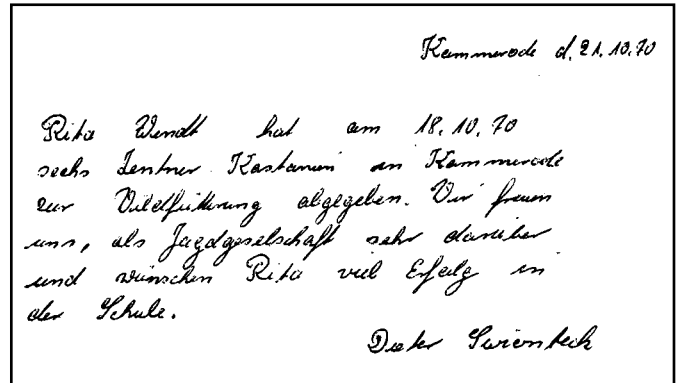 Kammerode d. 21.10.70
Rita Wendt hat am 18.10.70
sechs Zentner Kastanien in Kammerode
zur Wildfütterung abgegeben. Wir freuen
uns, als Jagdgesellschaft sehr darüber
und wünschen Rita viel Erfolg in
der Schule.
Dieter